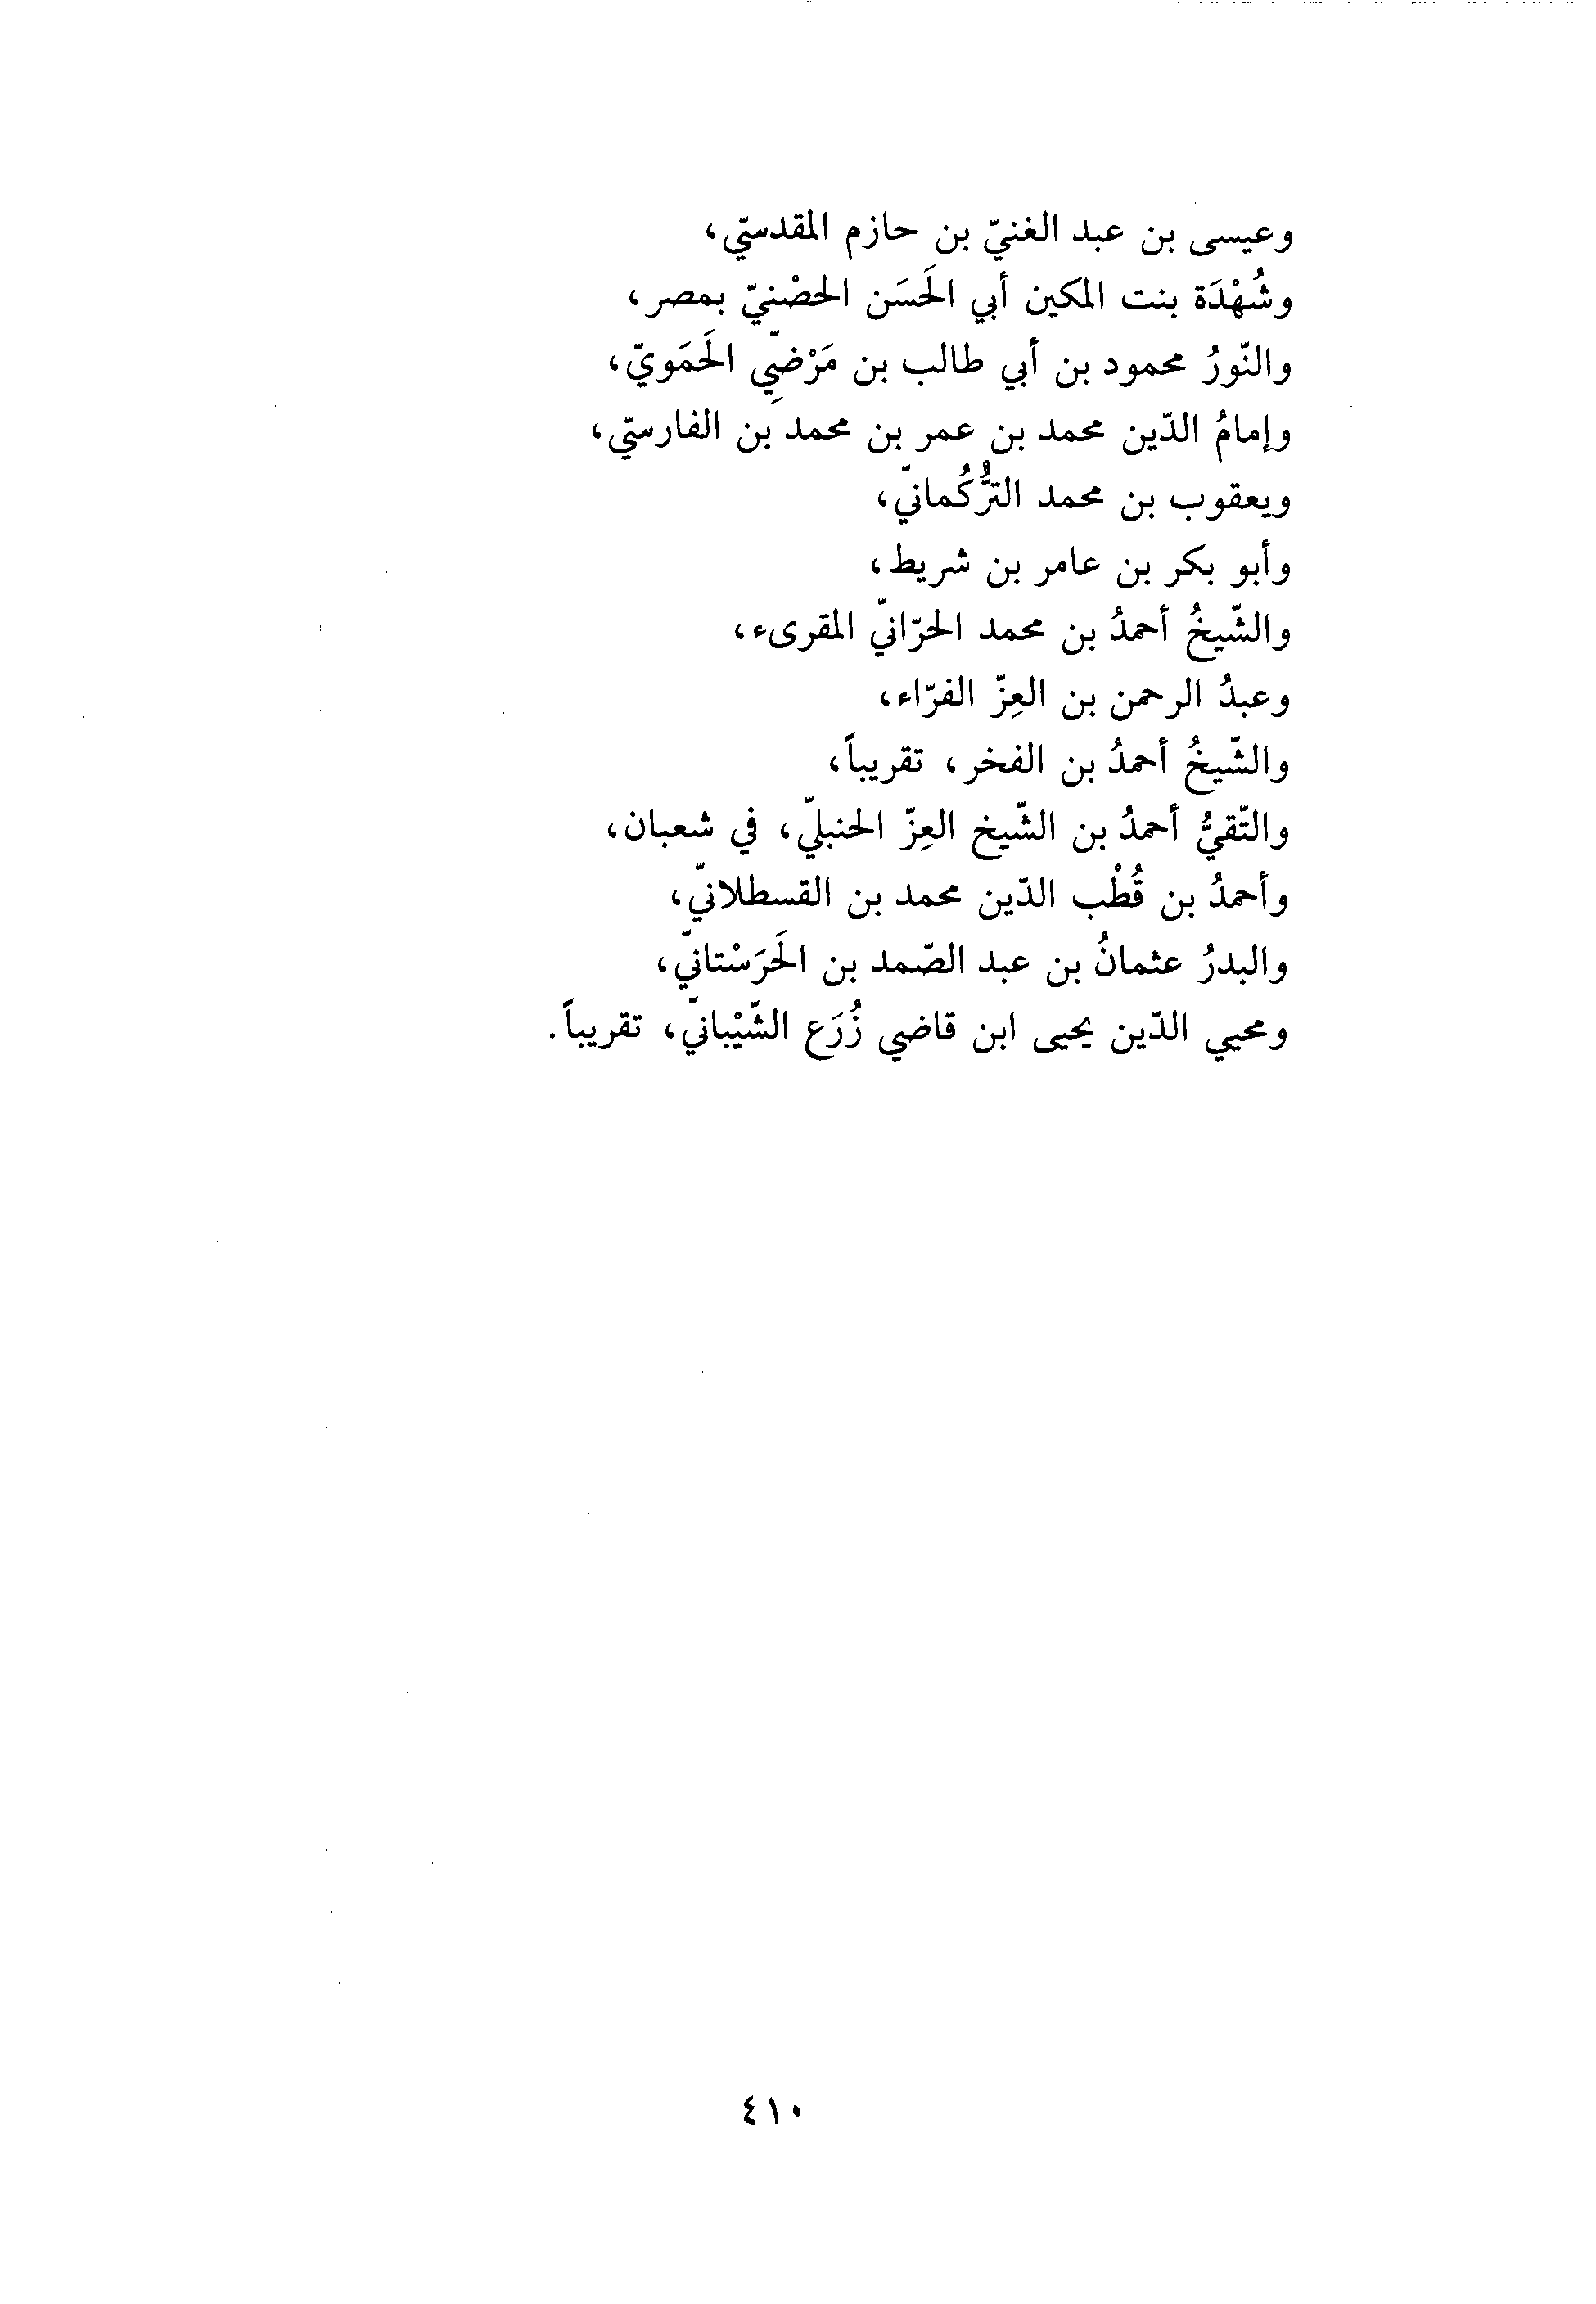 وعيسى بن عبد الغنيّ بن حازم المقدسيّ،
وشُهْدَة بنت المكين أبي الحَسَن الحصْنيّ بمصر،
والنّورُ محمود بن أبي طالب بن مَرْضِيّ الحَمَويّ،
وإمامُ الدّين محمد بن عمر بن محمد بن الفارسيّ،
ويعقوب بن محمد التُّرُكُمانيّ،
وأبو بكر بن عامر بن شريط،
والشّيخُ أحمدُ بن محمد الحرّانيّ المقرىء،
وعبدُ الرحمن بن العِزّ الفرّاء،
والشّيخُ أحمدُ بن الفخر، تقريباً،
والتّقيُّ أحمدُ بن الشّيخ العِزّ الحنبليّ، في شعبان،
وأحمدُ بن قُطْب الدّين محمد بن القسطلانيّ،
والبدرُ عثمانُ بن عبد الصّمد بن الحَرَسْتانيّ،
ومحيي الدّين يحيى ابن قاضي زُرَع الشّيْبانيّ، تقريباً.
٤١٠